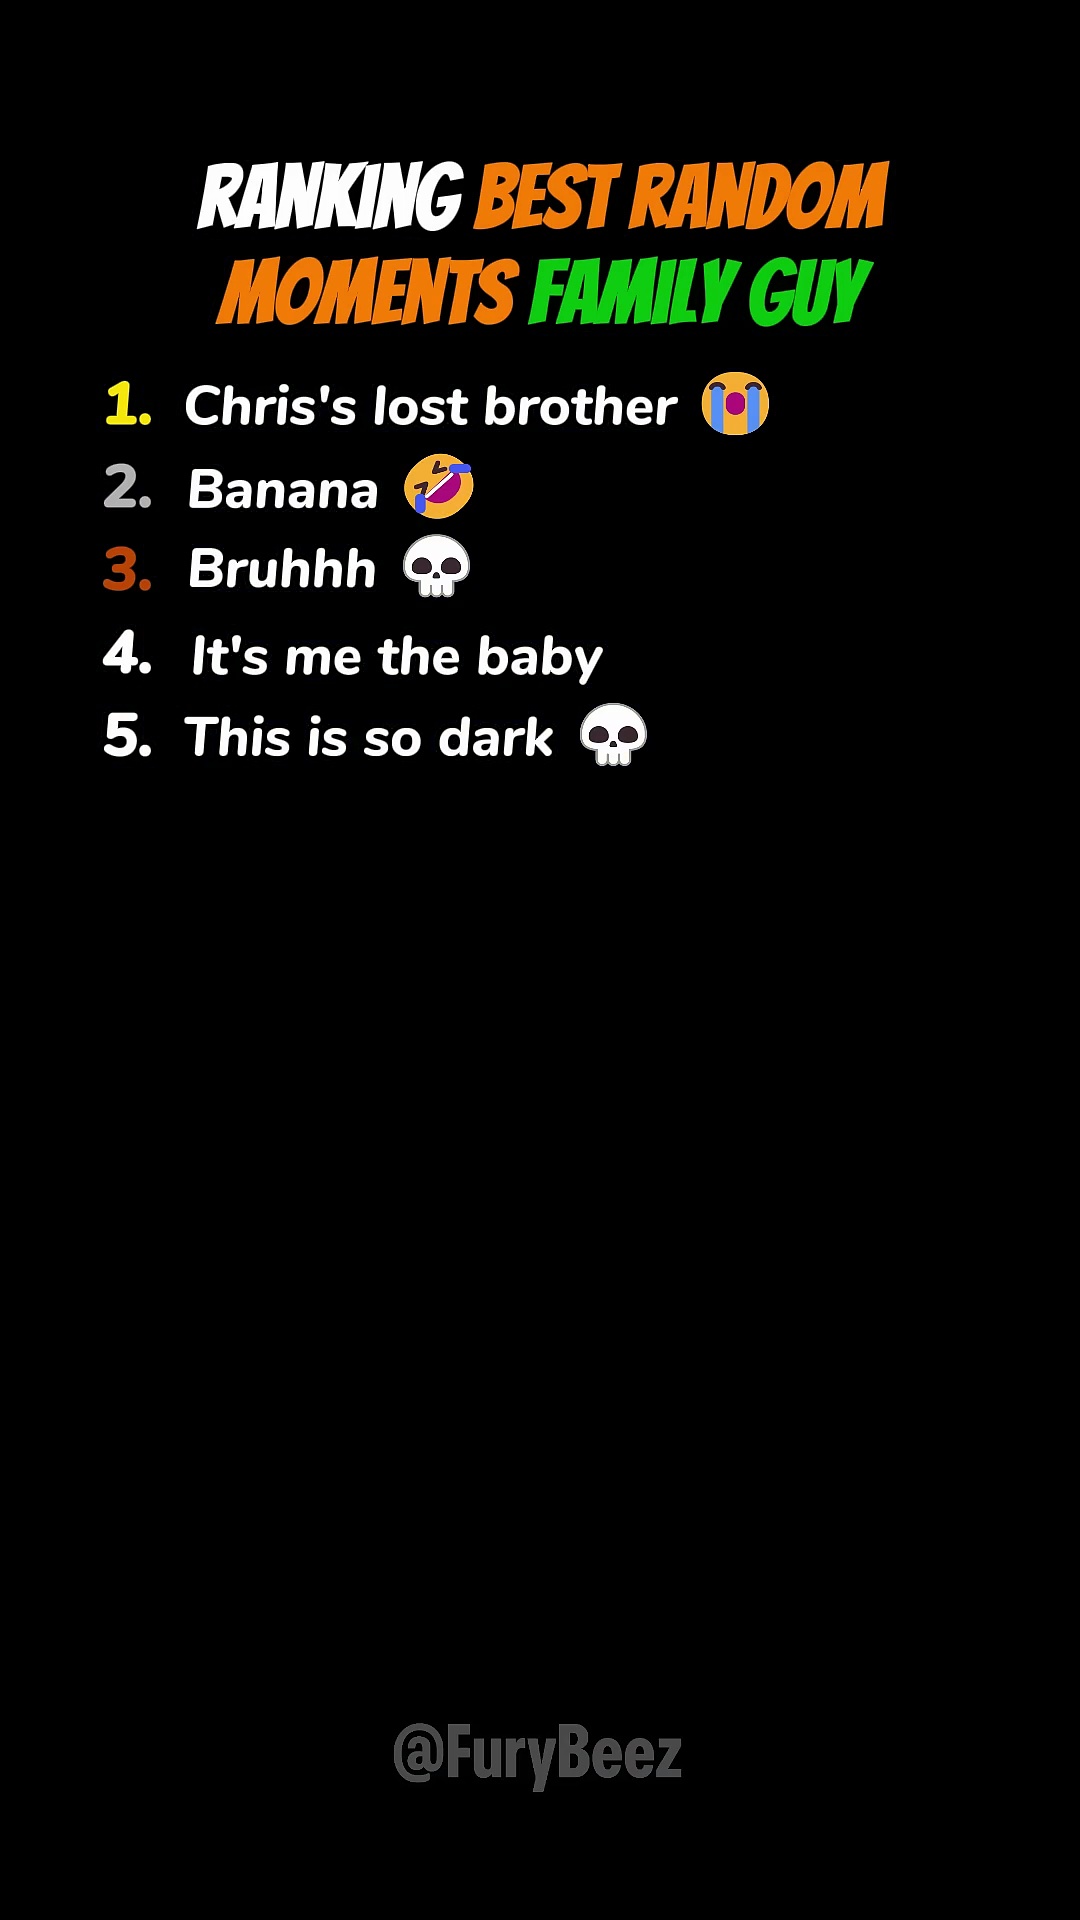 RANKING BEST RANDOM
MOMENTS FAMILY GUY
1. Chris's lost brother 😭
2. Banana 🤣
3. Bruhhh 💀
4. It's me the baby
5. This is so dark 💀
@FuryBeez